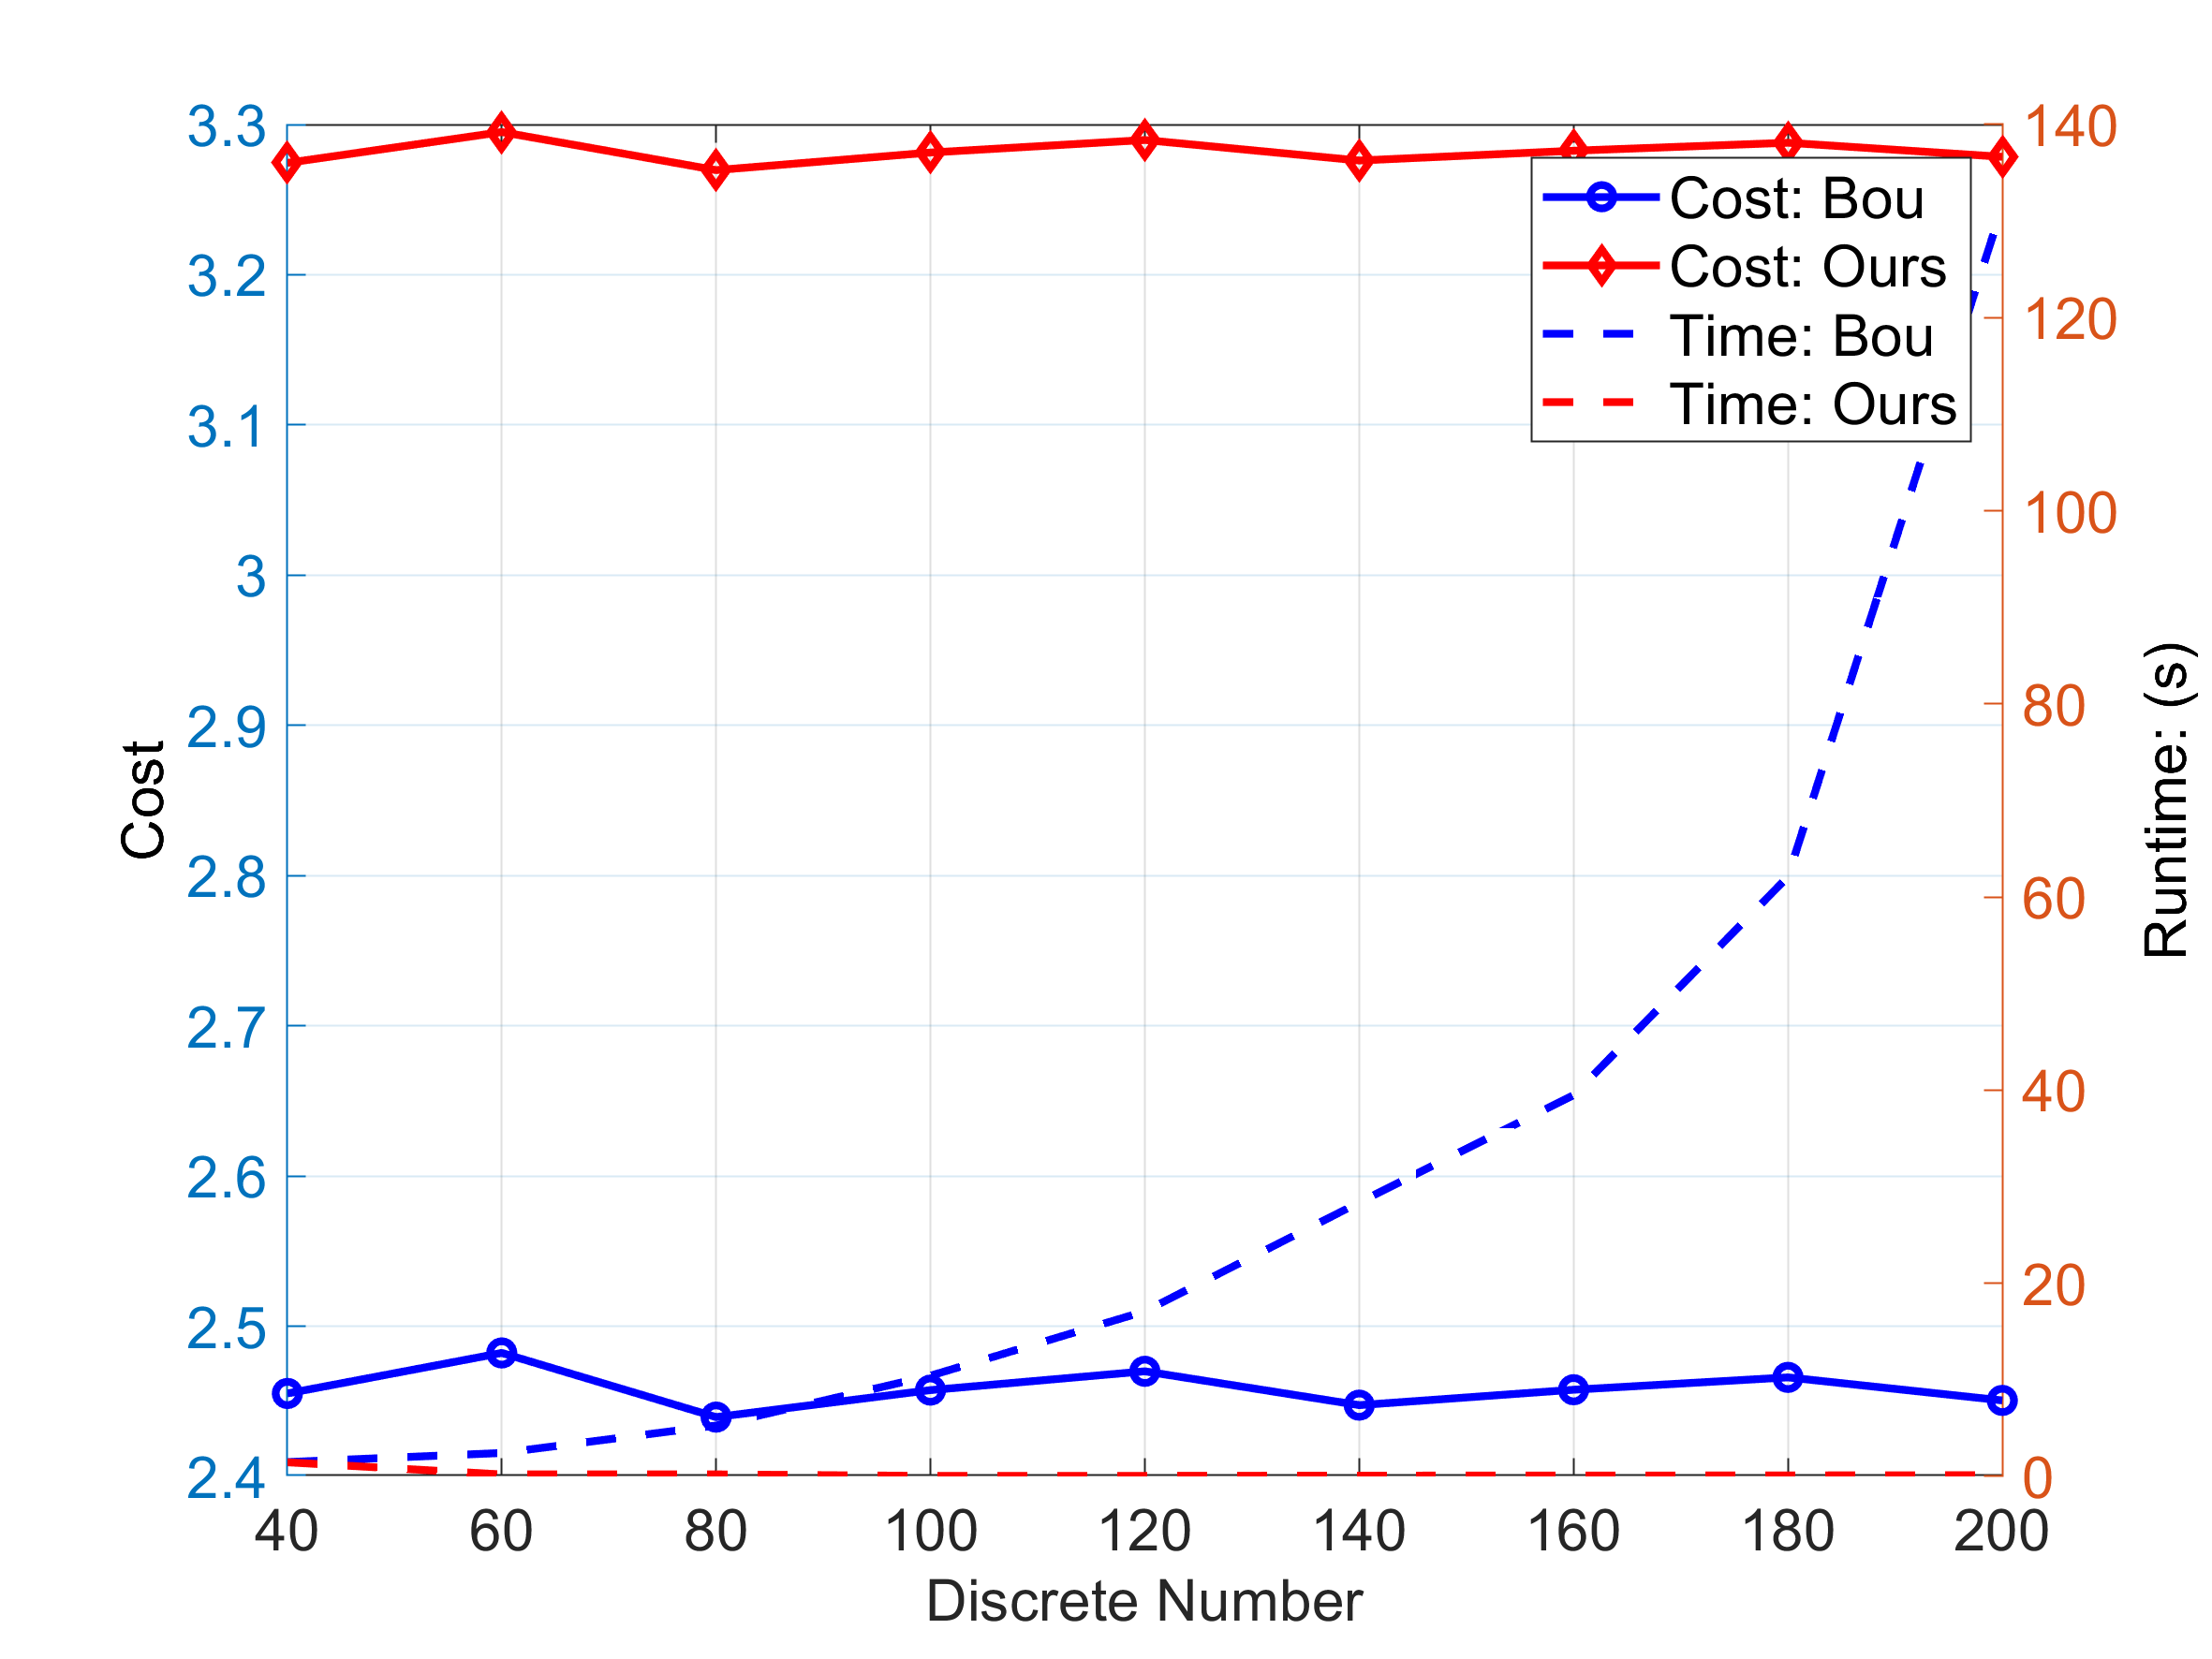 3.3
3.2
3.1
3
2.9
2.8
2.7
2.6
2.5
2.4
Cost
Cost: Bou
Cost: Ours
Time: Bou
Time: Ours
140
120
100
80
60
40
20
0
Runtime: (s)
40 60 80 100 120 140 160 180 200
Discrete Number